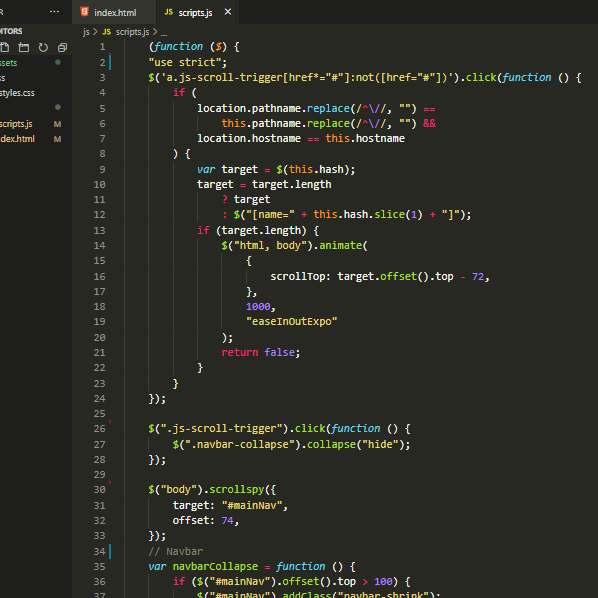 index.html
JS scripts.js ×
js > JS scripts.js > ...
1 (function ($) {
2 "use strict";
3 $('a.js-scroll-trigger[href*="#"]:not([href="#"])').click(function () {
4 if (
5 location.pathname.replace(/^\//, "") ==
6 this.pathname.replace(/^\//, "") &&
7 location.hostname == this.hostname
8 ) {
9 var target = $(this.hash);
10 target = target.length
11 ? target
12 : $("[name=" + this.hash.slice(1) + "]");
13 if (target.length) {
14 $("html, body").animate(
15 {
16 scrollTop: target.offset().top - 72,
17 },
18 1000,
19 "easeInOutExpo"
20 );
21 return false;
22 }
23 }
24 });
25
26 $(".js-scroll-trigger").click(function () {
27 $(".navbar-collapse").collapse("hide");
28 });
29
30 $("body").scrollspy({
31 target: "#mainNav",
32 offset: 74,
33 });
34 // Navbar
35 var navbarCollapse = function () {
36 if ($("#mainNav").offset().top > 100) {
37 $("#mainNav").addClass("navbar-shrink");
R ...
ITORS
ssets
ss
styles.css
scripts.js M
dex.html M